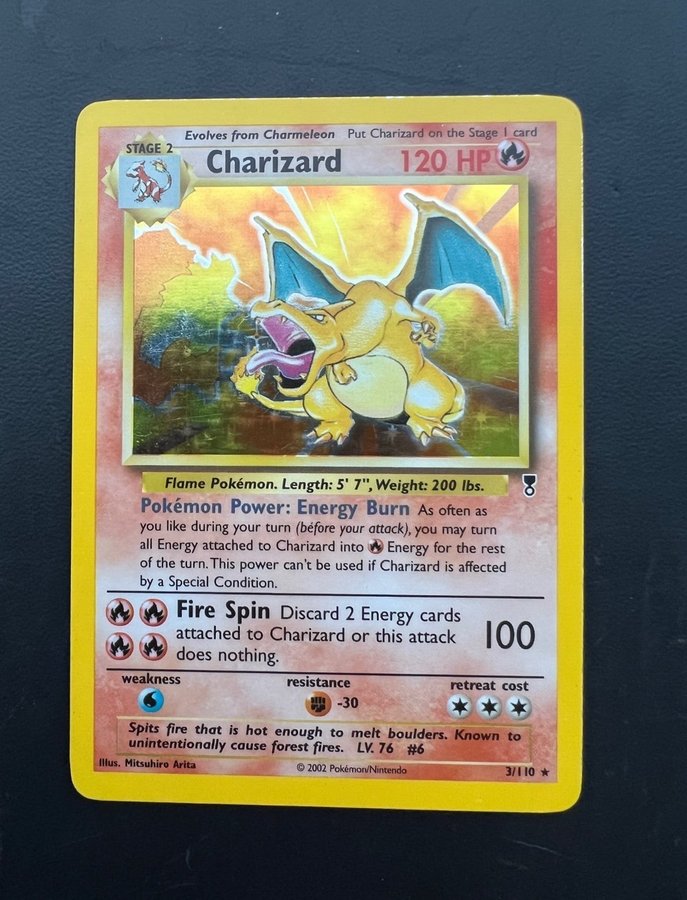 Evolves from Charmeleon Put Charizard on the Stage 1 card
STAGE 2
Charizard 120 HP
Flame Pokémon. Length: 5' 7", Weight: 200 lbs.
Pokémon Power: Energy Burn As often as
you like during your turn (before your attack), you may turn
all Energy attached to Charizard into Energy for the rest
of the turn. This power can't be used if Charizard is affected
by a Special Condition.
Fire Spin Discard 2 Energy cards
attached to Charizard or this attack 100
does nothing.
weakness resistance retreat cost
-30
Spits fire that is hot enough to melt boulders. Known to
unintentionally cause forest fires. LV. 76 #6
Illus. Mitsuhiro Arita © 2002 Pokémon/Nintendo 3/110 ★